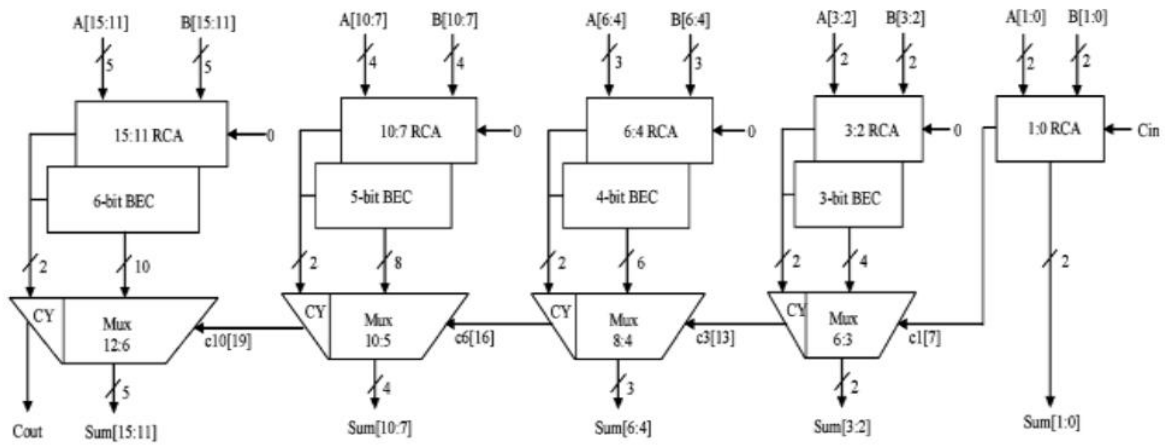 A[15:11] B[15:11] A[10:7] B[10:7] A[6:4] B[6:4] A[3:2] B[3:2] A[1:0] B[1:0]
5 5 4 4 3 3 2 2 2 2
15:11 RCA 0 10:7 RCA 0 6:4 RCA 0 3:2 RCA 0 1:0 RCA Cin
6-bit BEC 5-bit BEC 4-bit BEC 3-bit BEC
2 10 2 8 2 6 2 4 2
CY Mux CY Mux CY Mux CY Mux
12:6 c10[19] 10:5 c6[16] 8:4 c3[13] 6:3 c1[7]
5 4 3 2
Cout Sum[15:11] Sum[10:7] Sum[6:4] Sum[3:2] Sum[1:0]